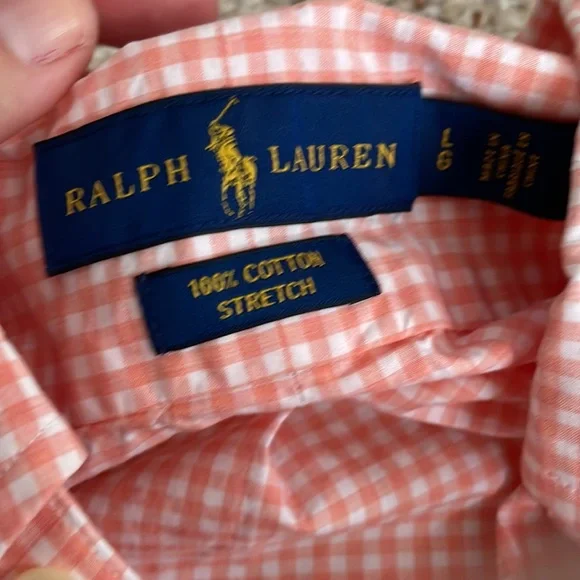 RALPH LAUREN
L
G
100% COTTON
STRETCH